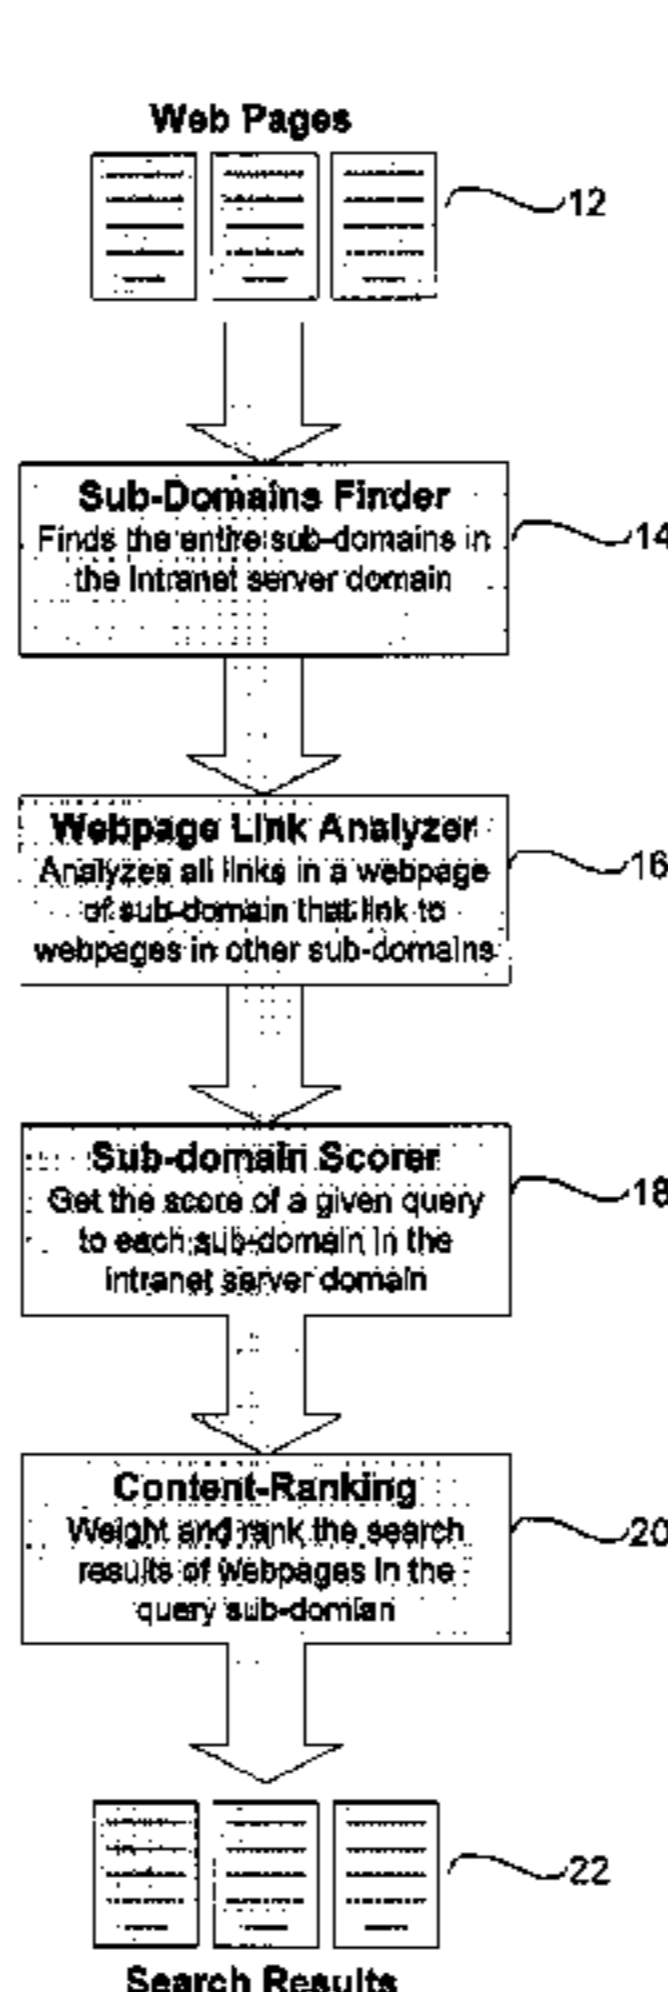 Web Pages
12
Sub-Domains Finder
Finds the entire sub-domains in
the Intranet server domain
14
Webpage Link Analyzer
Analyzes all links in a webpage
of sub-domain that link to
webpages in other sub-domains
16
Sub-domain Scorer
Get the score of a given query
to each sub-domain in the
intranet server domain
18
Content-Ranking
Weight and rank the search
results of webpages in the
query sub-domian
20
22
Search Results